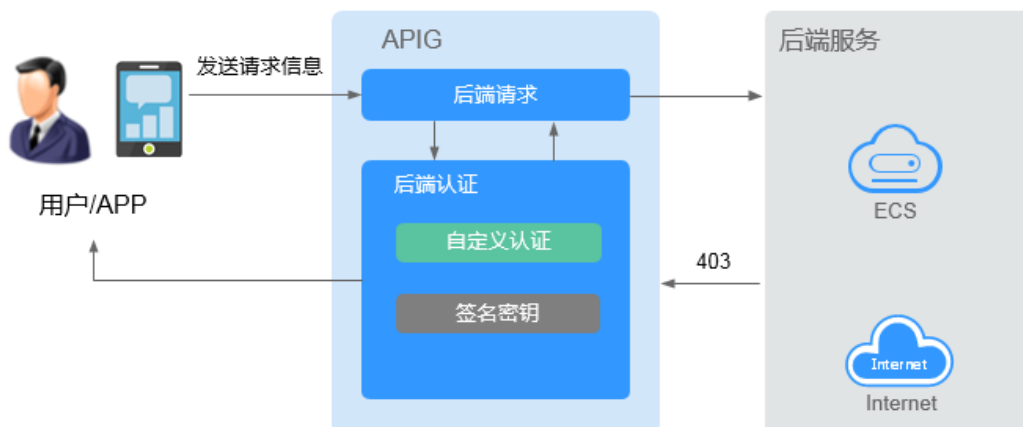 APIG
后端服务
发送请求信息
后端请求
后端认证
用户/APP
自定义认证
ECS
403
签名密钥
Internet
Internet